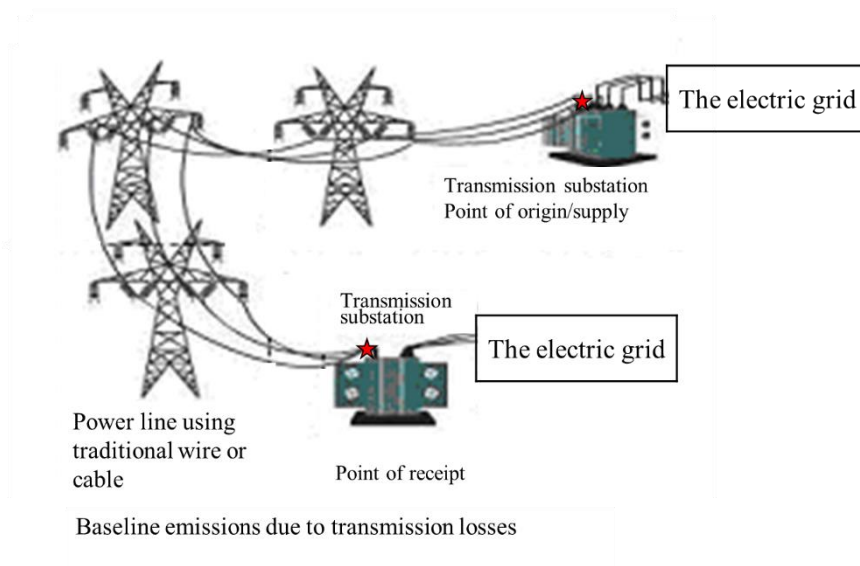 The electric grid
Transmission substation
Point of origin/supply
Transmission
substation
The electric grid
Power line using
traditional wire or
cable
Point of receipt
Baseline emissions due to transmission losses